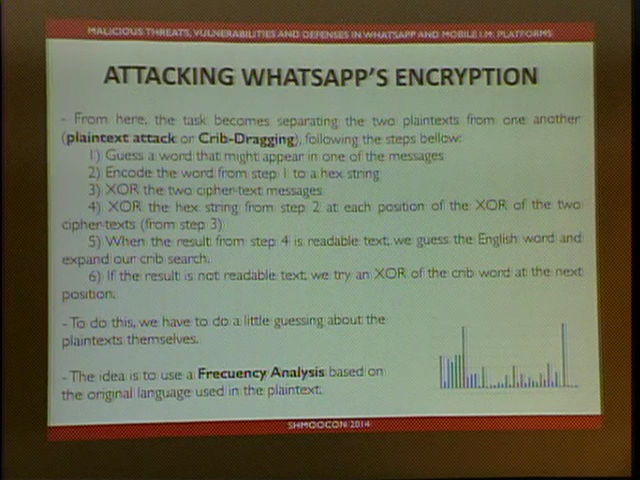 MALICIOUS THREATS, VULNERABILITIES AND DEFENSES IN WHATSAPP AND MOBILE I.M. PLATFORMS
ATTACKING WHATSAPP'S ENCRYPTION
- From here, the task becomes separating the two plaintexts from one another
(plaintext attack or Crib-Dragging), following the steps bellow:
1) Guess a word that might appear in one of the messages
2) Encode the word from step 1 to a hex string
3) XOR the two cipher-text messages
4) XOR the hex string from step 2 at each position of the XOR of the two
cipher-texts (from step 3)
5) When the result from step 4 is readable text, we guess the English word and
expand our crib search.
6) If the result is not readable text, we try an XOR of the crib word at the next
position.
- To do this, we have to do a little guessing about the
plaintexts themselves.
- The idea is to use a Frecuency Analysis based on
the original language used in the plaintext.
SHMOOCON 2014